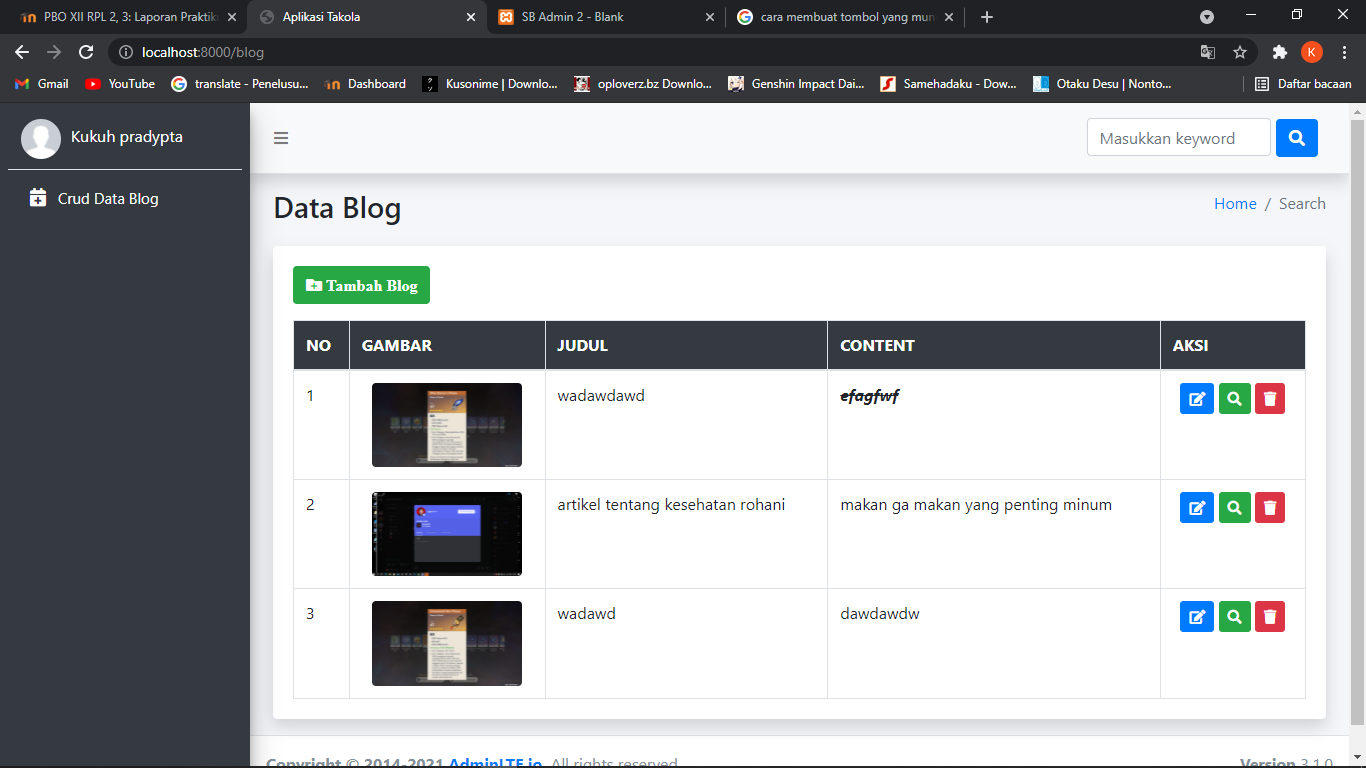 PBO XII RPL 2, 3: Laporan Praktik
Aplikasi Takola
SB Admin 2 - Blank
cara membuat tombol yang mun
localhost:8000/blog
K
Gmail
YouTube
translate - Penelusu...
Dashboard
Kusonime | Downlo...
oploverz.bz Downlo...
Genshin Impact Dai...
Samehadaku - Dow...
Otaku Desu | Nonto...
Daftar bacaan
Kukuh pradypta
Crud Data Blog
Masukkan keyword
Data Blog
Home / Search
Tambah Blog
NO GAMBAR JUDUL CONTENT AKSI
1 wadawdawd efagfwf
2 artikel tentang kesehatan rohani makan ga makan yang penting minum
3 wadawd dawdawdw
Copyright © 2014-2021 AdminLTE.io. All rights reserved.
Version 3.1.0